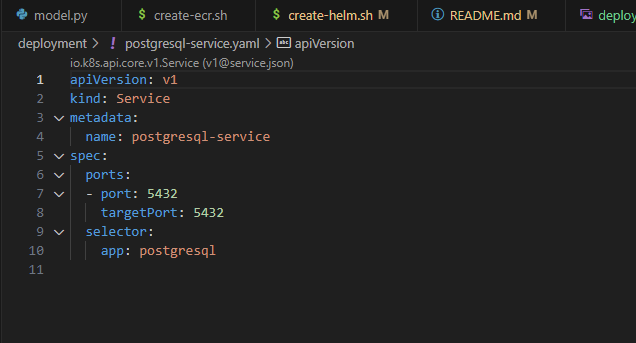 model.py $ create-ecr.sh $ create-helm.sh M README.md M deploy
deployment > ! postgresql-service.yaml > abc apiVersion
io.k8s.api.core.v1.Service (v1@service.json)
1 apiVersion: v1
2 kind: Service
3 metadata:
4   name: postgresql-service
5 spec:
6   ports:
7   - port: 5432
8     targetPort: 5432
9   selector:
10     app: postgresql
11